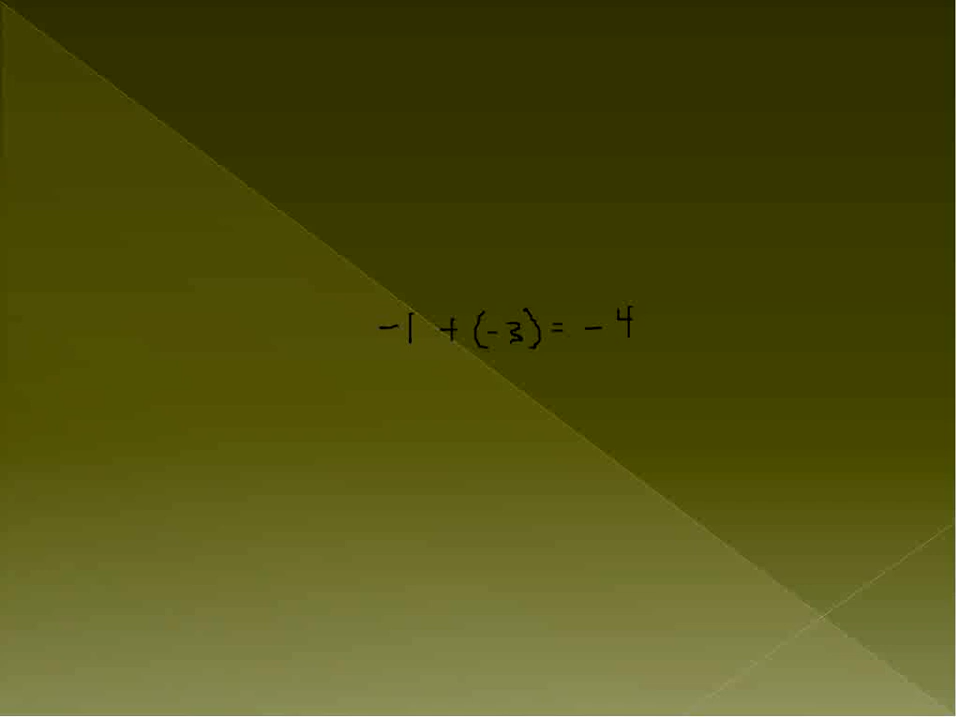 -1 + (-3) = -4